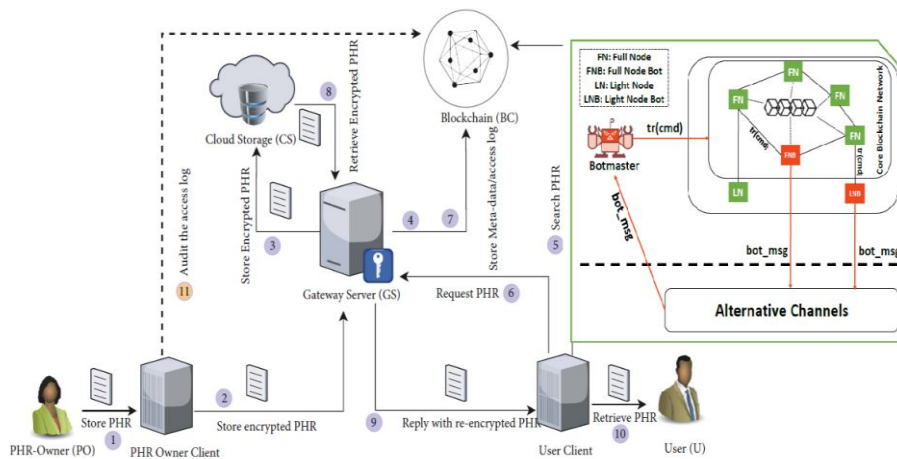 Audit the access log
11
Cloud Storage (CS)
8
Retrieve Encrypted PHR
Store Encrypted PHR
3
Blockchain (BC)
4
7
Store Meta-data/access log
Gateway Server (GS)
Search PHR
5
Request PHR
6
FN: Full Node
FNB: Full Node Bot
LN: Light Node
LNB: Light Node Bot
Botmaster
tr(cmd)
bot_msg
FN
FN
FN
FN
tr(cmd)
tr(cmd)
FNB
LN
LNB
Core Blockchain Network
bot_msg
bot_msg
Alternative Channels
PHR-Owner (PO)
Store PHR
1
PHR Owner Client
2
Store encrypted PHR
9
Reply with re-encrypted PHR
User Client
Retrieve PHR
10
User (U)